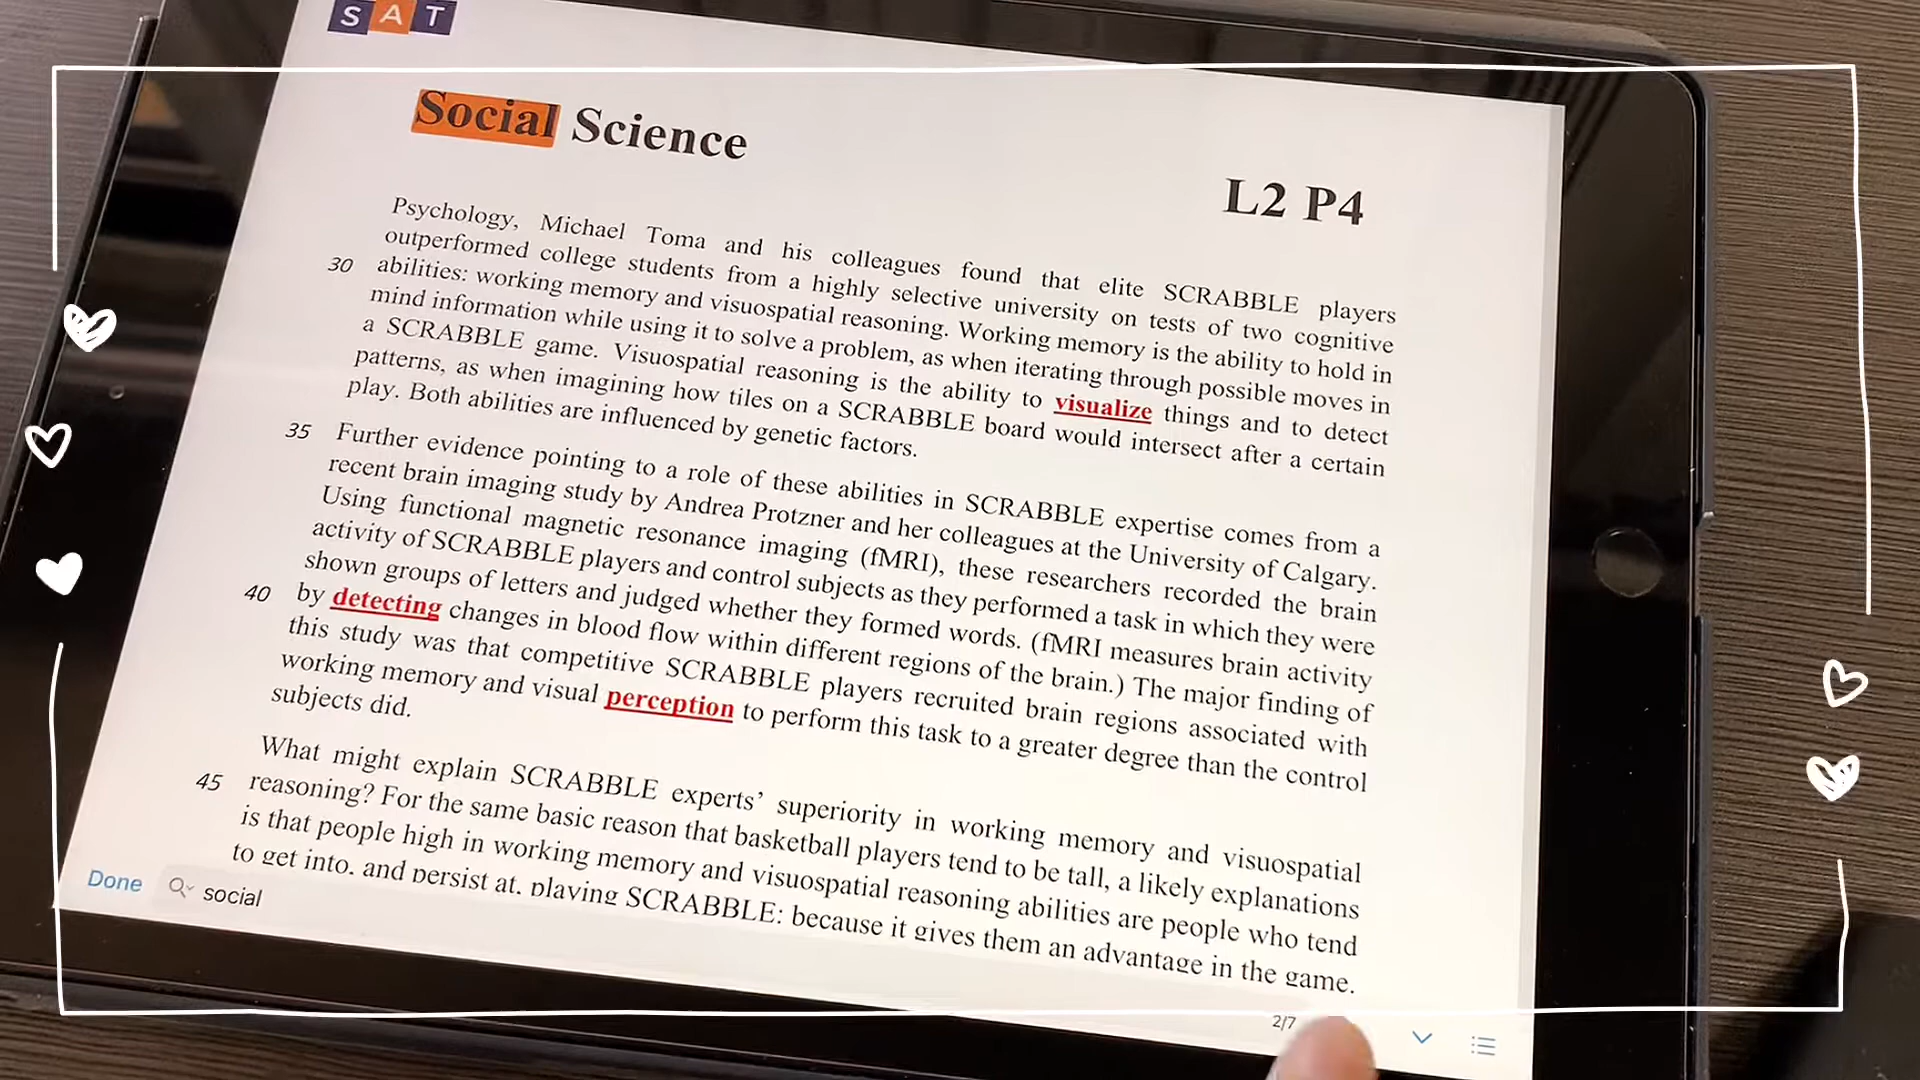 SAT
Social Science
L2 P4
Psychology, Michael Toma and his colleagues found that elite SCRABBLE players
outperformed college students from a highly selective university on tests of two cognitive
30 abilities: working memory and visuospatial reasoning. Working memory is the ability to hold in
mind information while using it to solve a problem, as when iterating through possible moves in
a SCRABBLE game. Visuospatial reasoning is the ability to visualize things and to detect
patterns, as when imagining how tiles on a SCRABBLE board would intersect after a certain
play. Both abilities are influenced by genetic factors.
35 Further evidence pointing to a role of these abilities in SCRABBLE expertise comes from a
recent brain imaging study by Andrea Protzner and her colleagues at the University of Calgary.
Using functional magnetic resonance imaging (fMRI), these researchers recorded the brain
activity of SCRABBLE players and control subjects as they performed a task in which they were
shown groups of letters and judged whether they formed words. (fMRI measures brain activity
40 by detecting changes in blood flow within different regions of the brain.) The major finding of
this study was that competitive SCRABBLE players recruited brain regions associated with
working memory and visual perception to perform this task to a greater degree than the control
subjects did.
What might explain SCRABBLE experts’ superiority in working memory and visuospatial
45 reasoning? For the same basic reason that basketball players tend to be tall, a likely explanations
is that people high in working memory and visuospatial reasoning abilities are people who tend
to get into, and persist at, playing SCRABBLE: because it gives them an advantage in the game.
Done social
2/7